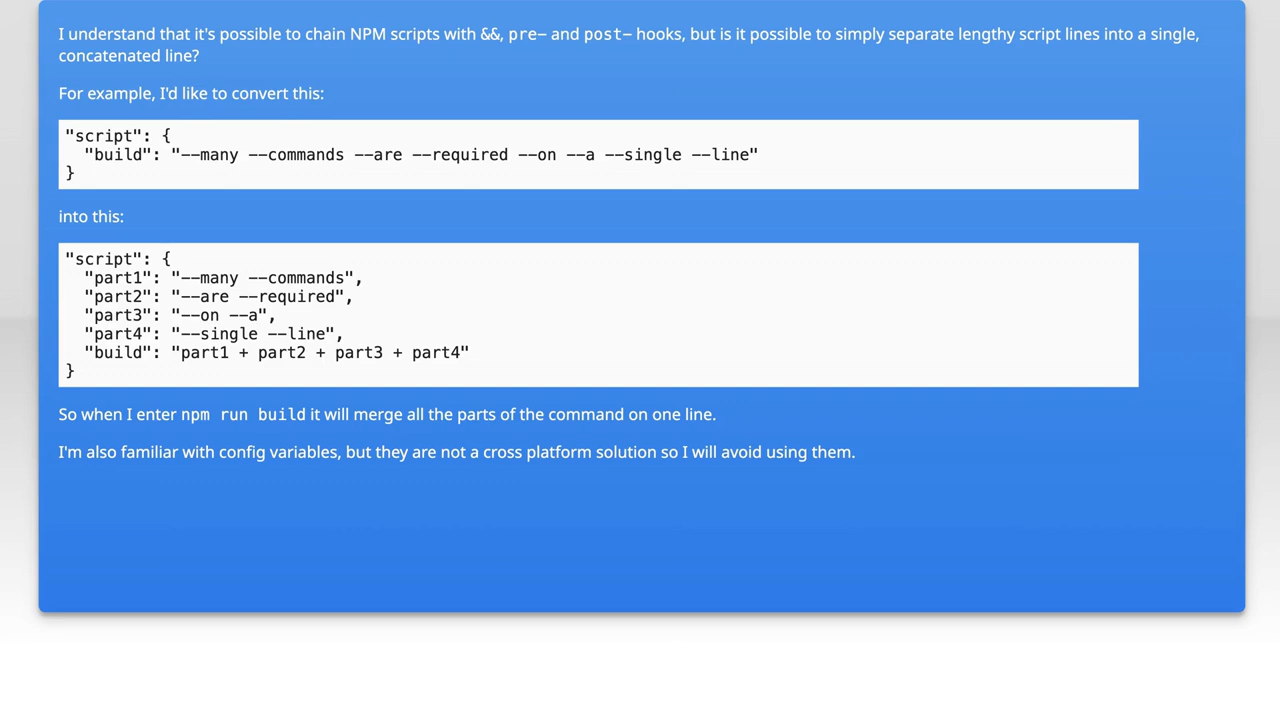 I understand that it's possible to chain NPM scripts with &&, pre- and post- hooks, but is it possible to simply separate lengthy script lines into a single,
concatenated line?
For example, I'd like to convert this:
"script": {
  "build": "--many --commands --are --required --on --a --single --line"
}
into this:
"script": {
  "part1": "--many --commands",
  "part2": "--are --required",
  "part3": "--on --a",
  "part4": "--single --line",
  "build": "part1 + part2 + part3 + part4"
}
So when I enter npm run build it will merge all the parts of the command on one line.
I'm also familiar with config variables, but they are not a cross platform solution so I will avoid using them.